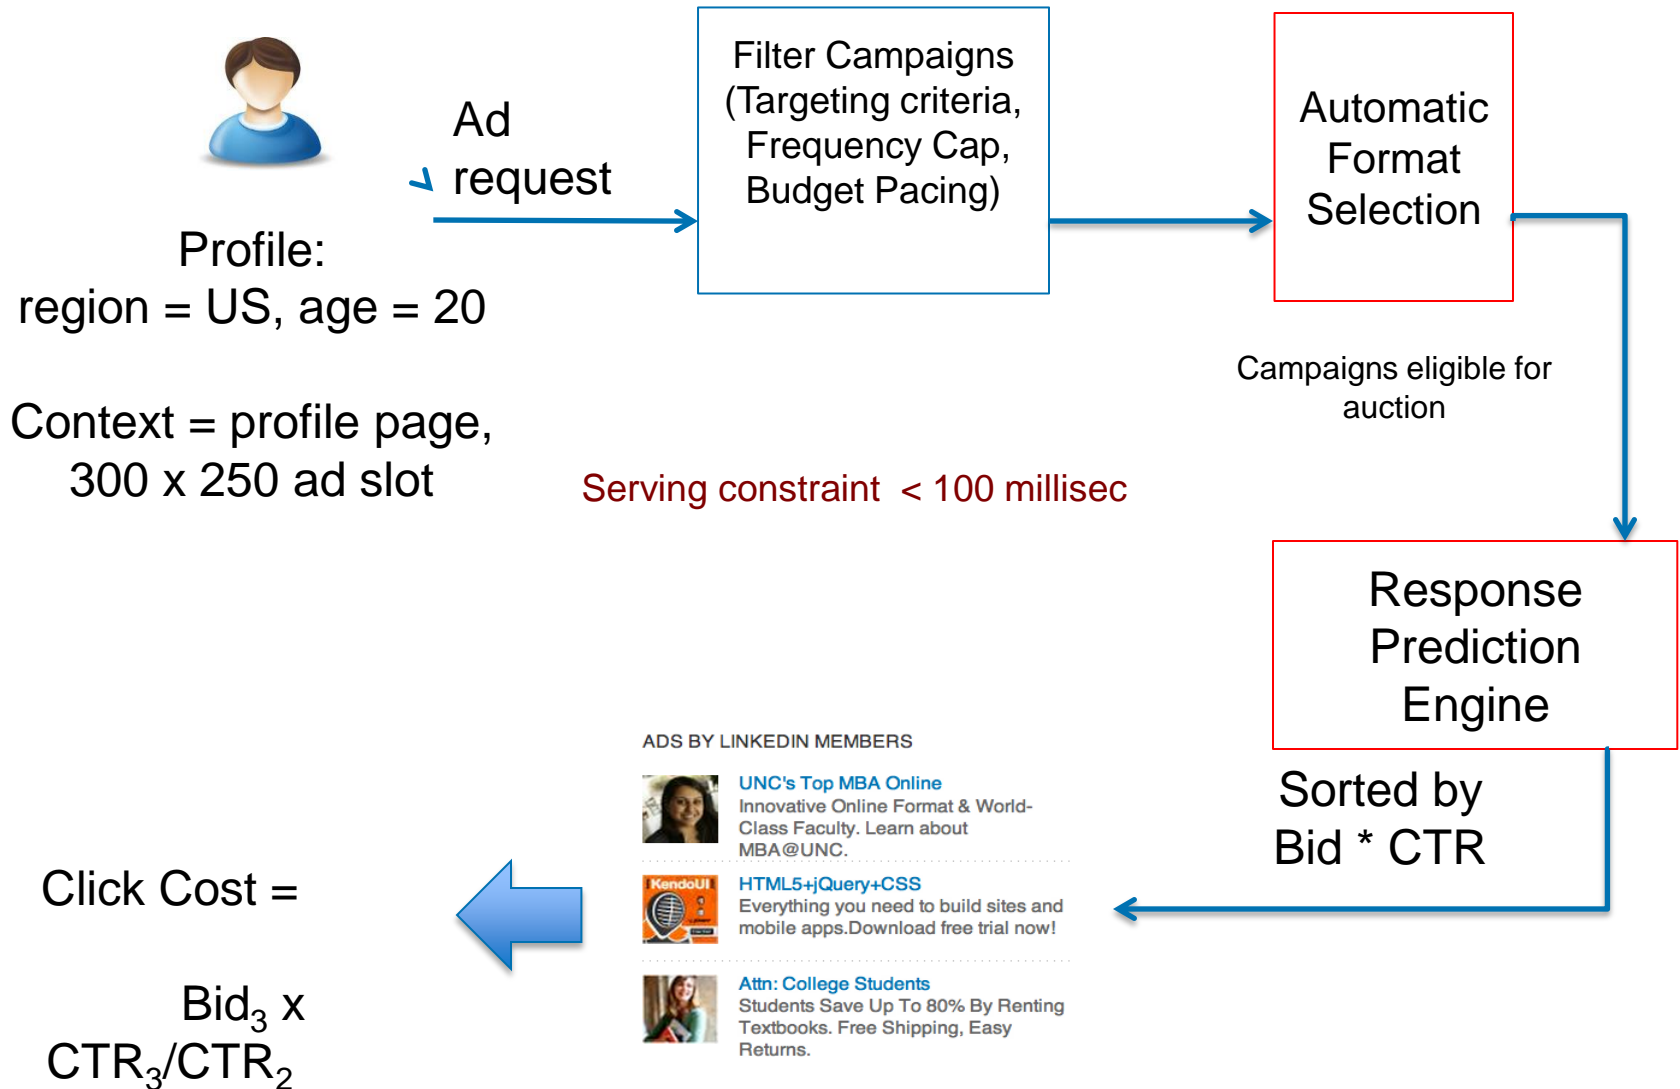 Ad
request
Profile:
region = US, age = 20
Context = profile page,
300 x 250 ad slot
Filter Campaigns
(Targeting criteria,
Frequency Cap,
Budget Pacing)
Automatic
Format
Selection
Campaigns eligible for
auction
Serving constraint < 100 millisec
Response
Prediction
Engine
Sorted by
Bid * CTR
ADS BY LINKEDIN MEMBERS
UNC's Top MBA Online
Innovative Online Format & World-
Class Faculty. Learn about
MBA@UNC.
KendoUI
HTML5+jQuery+CSS
Everything you need to build sites and
mobile apps.Download free trial now!
Attn: College Students
Students Save Up To 80% By Renting
Textbooks. Free Shipping, Easy
Returns.
Click Cost =
Bid₃ x
CTR₃/CTR₂